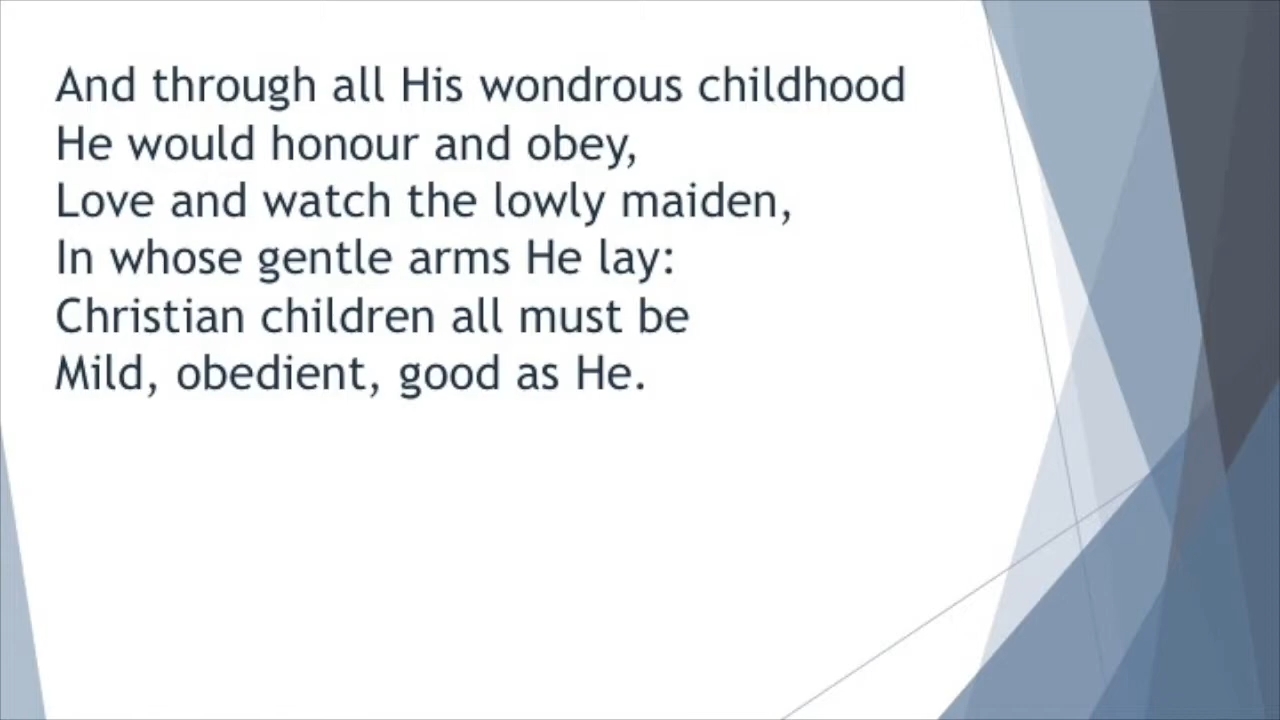 And through all His wondrous childhood
He would honour and obey,
Love and watch the lowly maiden,
In whose gentle arms He lay:
Christian children all must be
Mild, obedient, good as He.